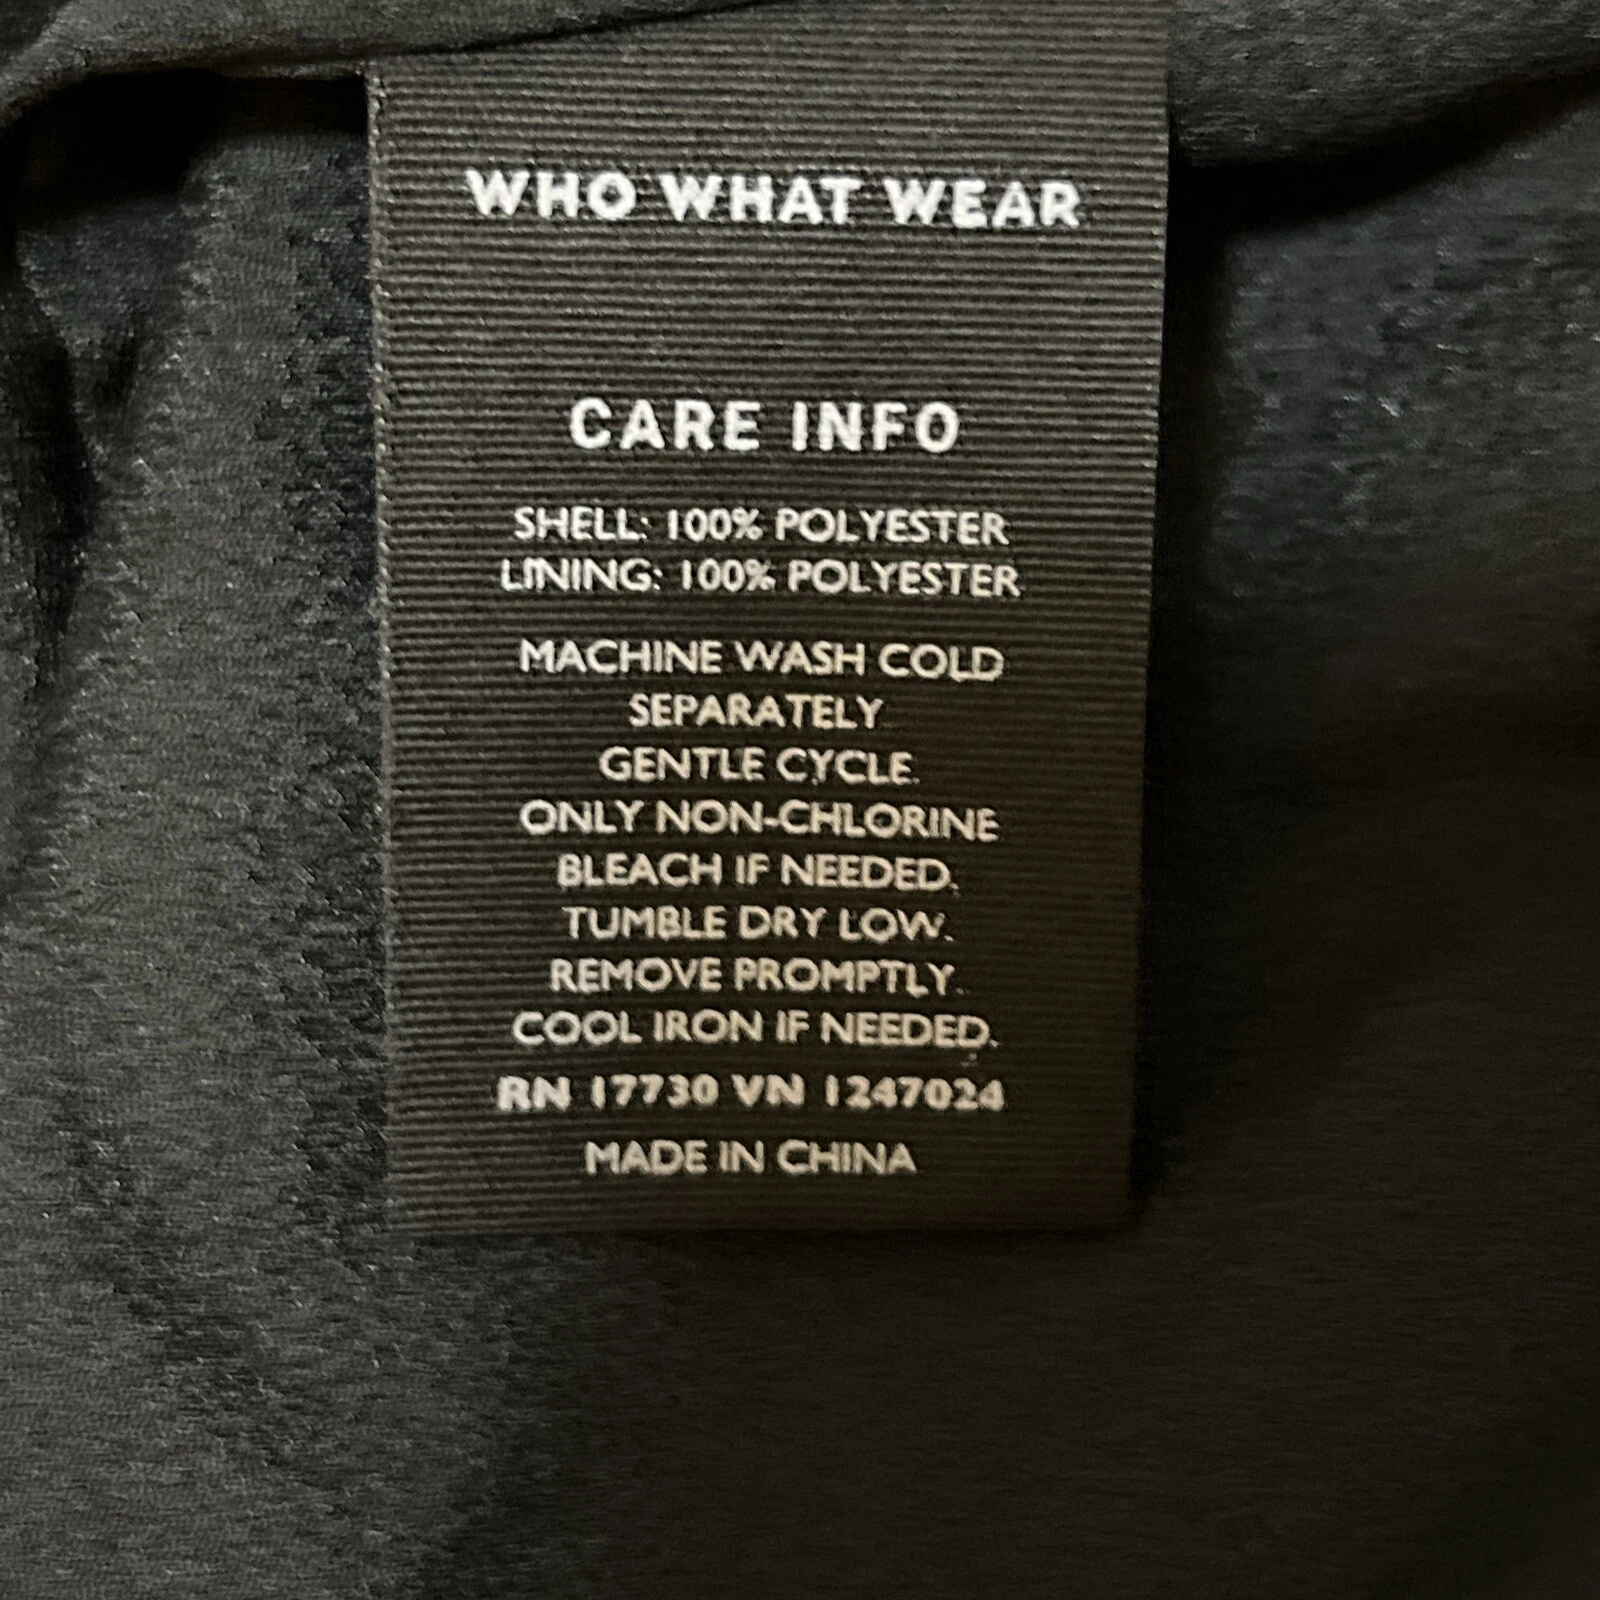 WHO WHAT WEAR
CARE INFO
SHELL: 100% POLYESTER
LINING: 100% POLYESTER
MACHINE WASH COLD
SEPARATELY
GENTLE CYCLE.
ONLY NON-CHLORINE
BLEACH IF NEEDED.
TUMBLE DRY LOW.
REMOVE PROMPTLY.
COOL IRON IF NEEDED.
RN 17730 VN 1247024
MADE IN CHINA